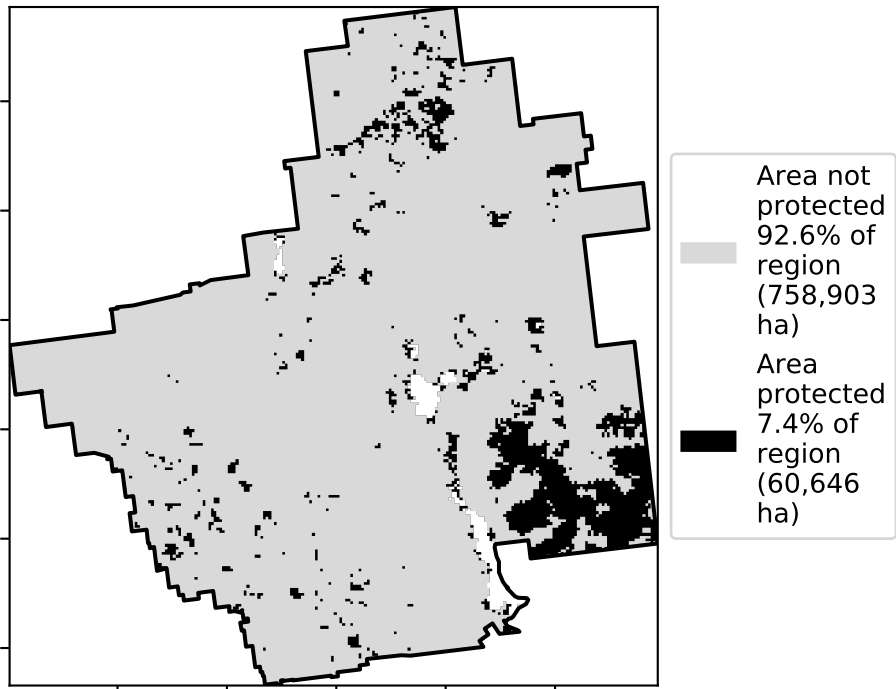 Area not
protected
92.6% of
region
(758,903
ha)
Area
protected
7.4% of
region
(60,646
ha)